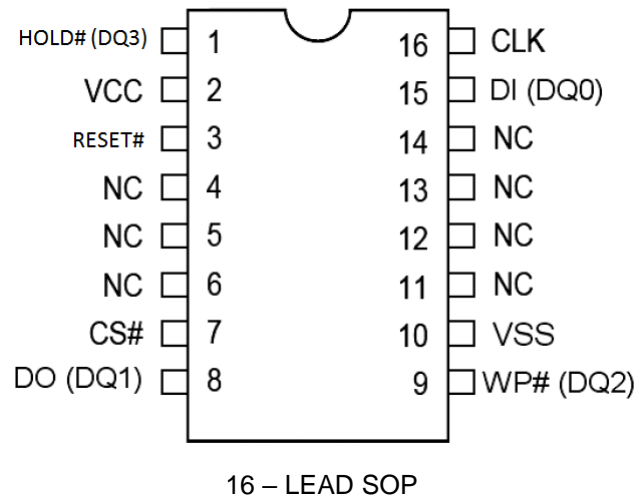 HOLD# (DQ3) 1 16 CLK
VCC 2 15 DI (DQ0)
RESET# 3 14 NC
NC 4 13 NC
NC 5 12 NC
NC 6 11 NC
CS# 7 10 VSS
DO (DQ1) 8 9 WP# (DQ2)
16 – LEAD SOP